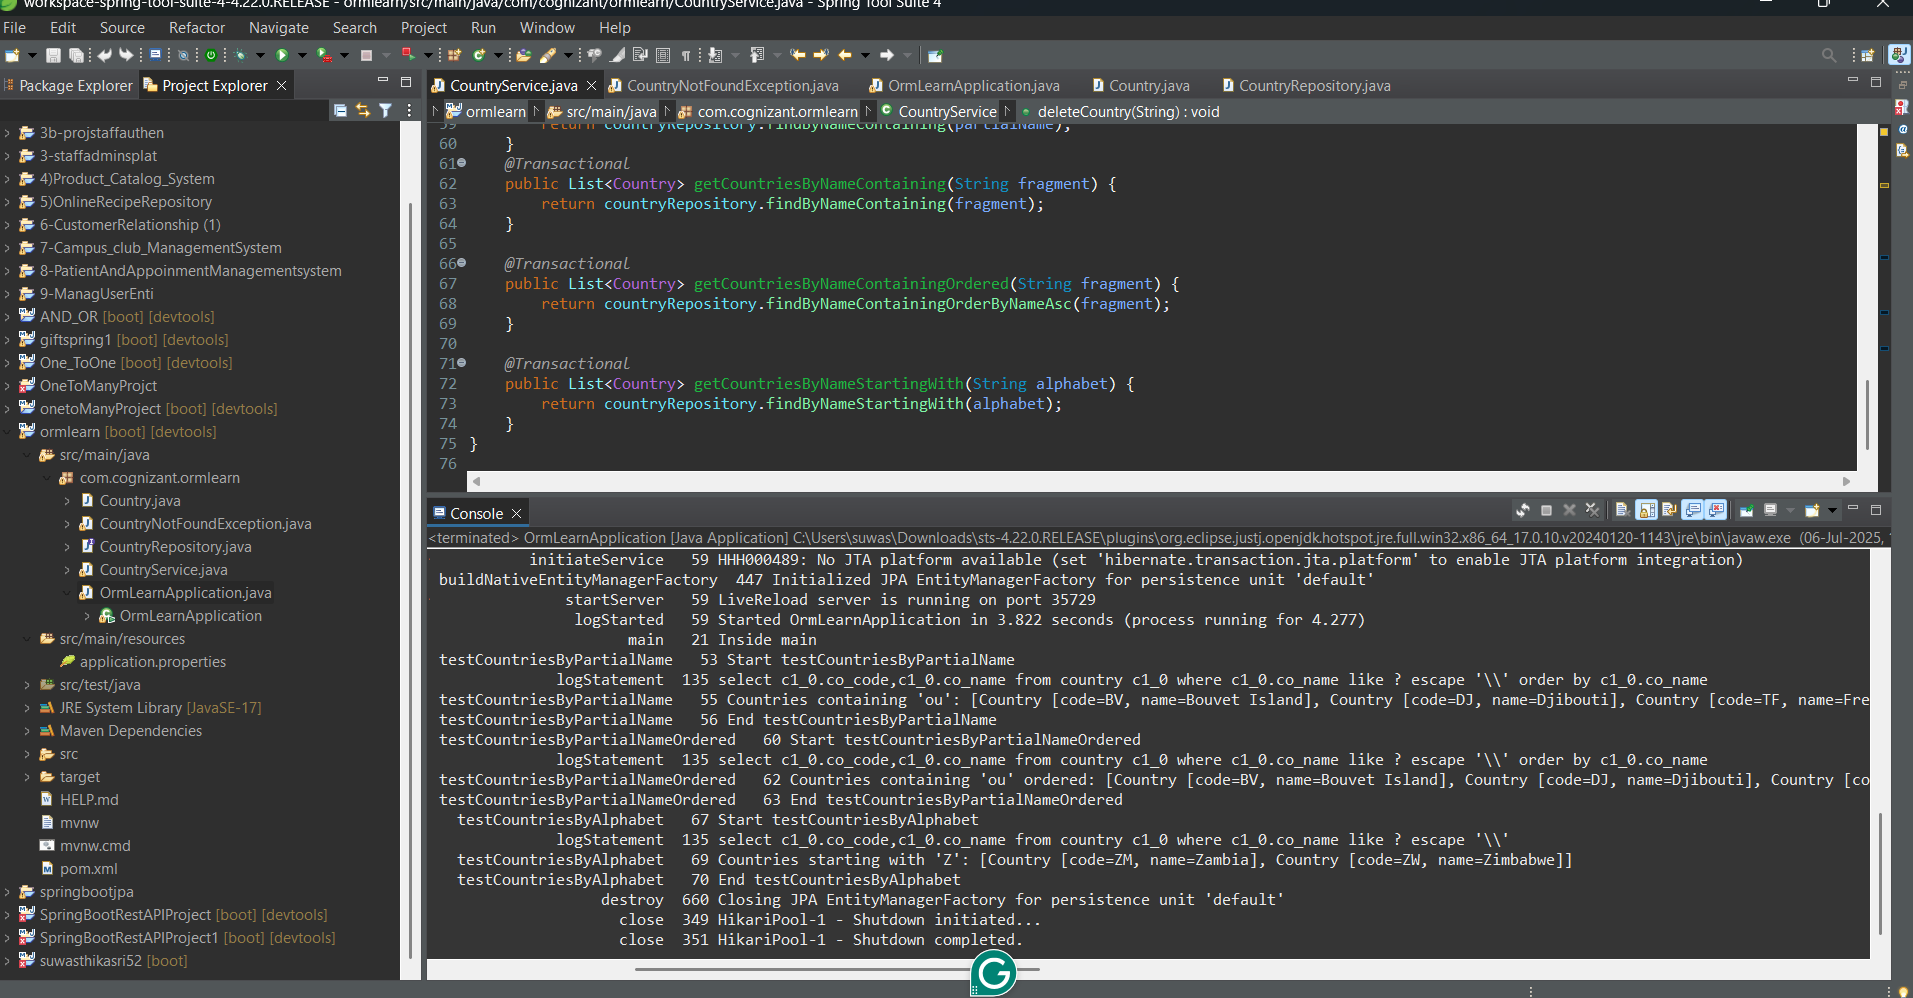 workspace-spring-tool-suite-4-4.22.0.RELEASE - ormlearn/src/main/java/com/cognizant/ormlearn/CountryService.java - Spring Tool Suite 4
File Edit Source Refactor Navigate Search Project Run Window Help
Package Explorer Project Explorer
3b-projstaffauthen
3-staffadminsplat
4)Product_Catalog_System
5)OnlineRecipeRepository
6-CustomerRelationship (1)
7-Campus_club_ManagementSystem
8-PatientAndAppoinmentManagementsystem
9-ManagUserEnti
AND_OR [boot] [devtools]
giftspring1 [boot] [devtools]
One_ToOne [boot] [devtools]
OneToManyProjct
onetoManyProject [boot] [devtools]
ormlearn [boot] [devtools]
src/main/java
com.cognizant.ormlearn
Country.java
CountryNotFoundException.java
CountryRepository.java
CountryService.java
OrmLearnApplication.java
OrmLearnApplication
src/main/resources
application.properties
src/test/java
JRE System Library [JavaSE-17]
Maven Dependencies
src
target
HELP.md
mvnw
mvnw.cmd
pom.xml
springbootjpa
SpringBootRestAPIProject [boot] [devtools]
SpringBootRestAPIProject1 [boot] [devtools]
suwasthikasri52 [boot]
CountryService.java CountryNotFoundException.java OrmLearnApplication.java Country.java CountryRepository.java
ormlearn src/main/java com.cognizant.ormlearn CountryService deleteCountry(String) : void
59 return countryRepository.findByNameContaining(partialName);
60 }
61 @Transactional
62 public List<Country> getCountriesByNameContaining(String fragment) {
63 return countryRepository.findByNameContaining(fragment);
64 }
65
66 @Transactional
67 public List<Country> getCountriesByNameContainingOrdered(String fragment) {
68 return countryRepository.findByNameContainingOrderByNameAsc(fragment);
69 }
70
71 @Transactional
72 public List<Country> getCountriesByNameStartingWith(String alphabet) {
73 return countryRepository.findByNameStartingWith(alphabet);
74 }
75 }
76
Console
<terminated> OrmLearnApplication [Java Application] C:\Users\suwas\Downloads\sts-4.22.0.RELEASE\plugins\org.eclipse.justj.openjdk.hotspot.jre.full.win32.x86_64_17.0.10.v20240120-1143\jre\bin\javaw.exe (06-Jul-2025,
initiateService 59 HHH000489: No JTA platform available (set 'hibernate.transaction.jta.platform' to enable JTA platform integration)
buildNativeEntityManagerFactory 447 Initialized JPA EntityManagerFactory for persistence unit 'default'
startServer 59 LiveReload server is running on port 35729
logStarted 59 Started OrmLearnApplication in 3.822 seconds (process running for 4.277)
main 21 Inside main
testCountriesByPartialName 53 Start testCountriesByPartialName
logStatement 135 select c1_0.co_code,c1_0.co_name from country c1_0 where c1_0.co_name like ? escape '\\' order by c1_0.co_name
testCountriesByPartialName 55 Countries containing 'ou': [Country [code=BV, name=Bouvet Island], Country [code=DJ, name=Djibouti], Country [code=TF, name=Fre
testCountriesByPartialName 56 End testCountriesByPartialName
testCountriesByPartialNameOrdered 60 Start testCountriesByPartialNameOrdered
logStatement 135 select c1_0.co_code,c1_0.co_name from country c1_0 where c1_0.co_name like ? escape '\\' order by c1_0.co_name
testCountriesByPartialNameOrdered 62 Countries containing 'ou' ordered: [Country [code=BV, name=Bouvet Island], Country [code=DJ, name=Djibouti], Country [co
testCountriesByPartialNameOrdered 63 End testCountriesByPartialNameOrdered
testCountriesByAlphabet 67 Start testCountriesByAlphabet
logStatement 135 select c1_0.co_code,c1_0.co_name from country c1_0 where c1_0.co_name like ? escape '\\'
testCountriesByAlphabet 69 Countries starting with 'Z': [Country [code=ZM, name=Zambia], Country [code=ZW, name=Zimbabwe]]
testCountriesByAlphabet 70 End testCountriesByAlphabet
destroy 660 Closing JPA EntityManagerFactory for persistence unit 'default'
close 349 HikariPool-1 - Shutdown initiated...
close 351 HikariPool-1 - Shutdown completed.